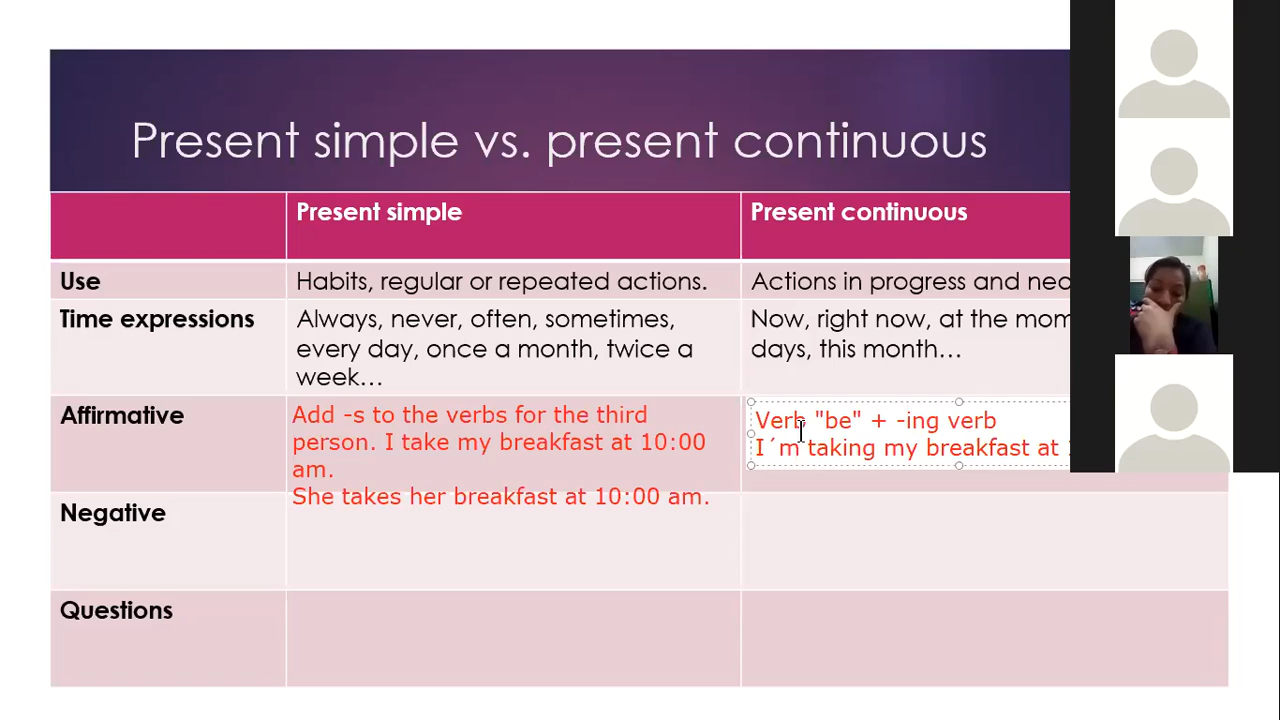 Present simple vs. present continuous
Present simple
Present continuous
Use
Habits, regular or repeated actions.
Actions in progress and
Time expressions
Always, never, often, sometimes,
every day, once a month, twice a
week…
Now, right now, at the
days, this month…
Affirmative
Add -s to the verbs for the third
person. I take my breakfast at 10:00
am.
She takes her breakfast at 10:00 am.
Verb "be" + -ing verb
I´m taking my breakfast at
Negative
Questions